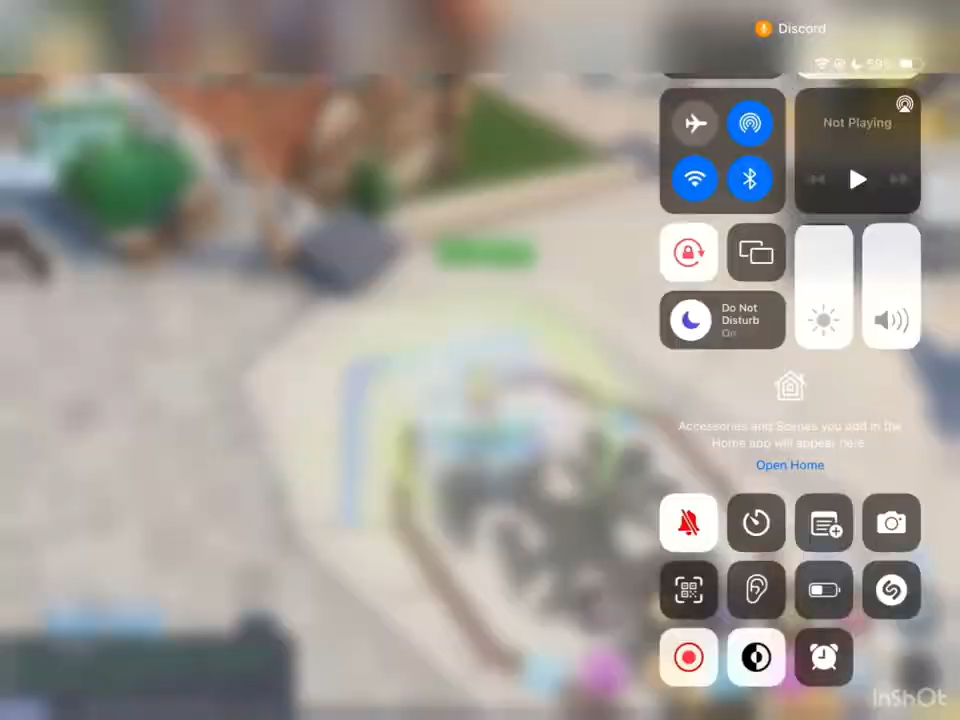 Discord
59%
Not Playing
Do Not
Disturb
On
Accessories and Scenes you add in the
Home app will appear here.
Open Home
InShOt